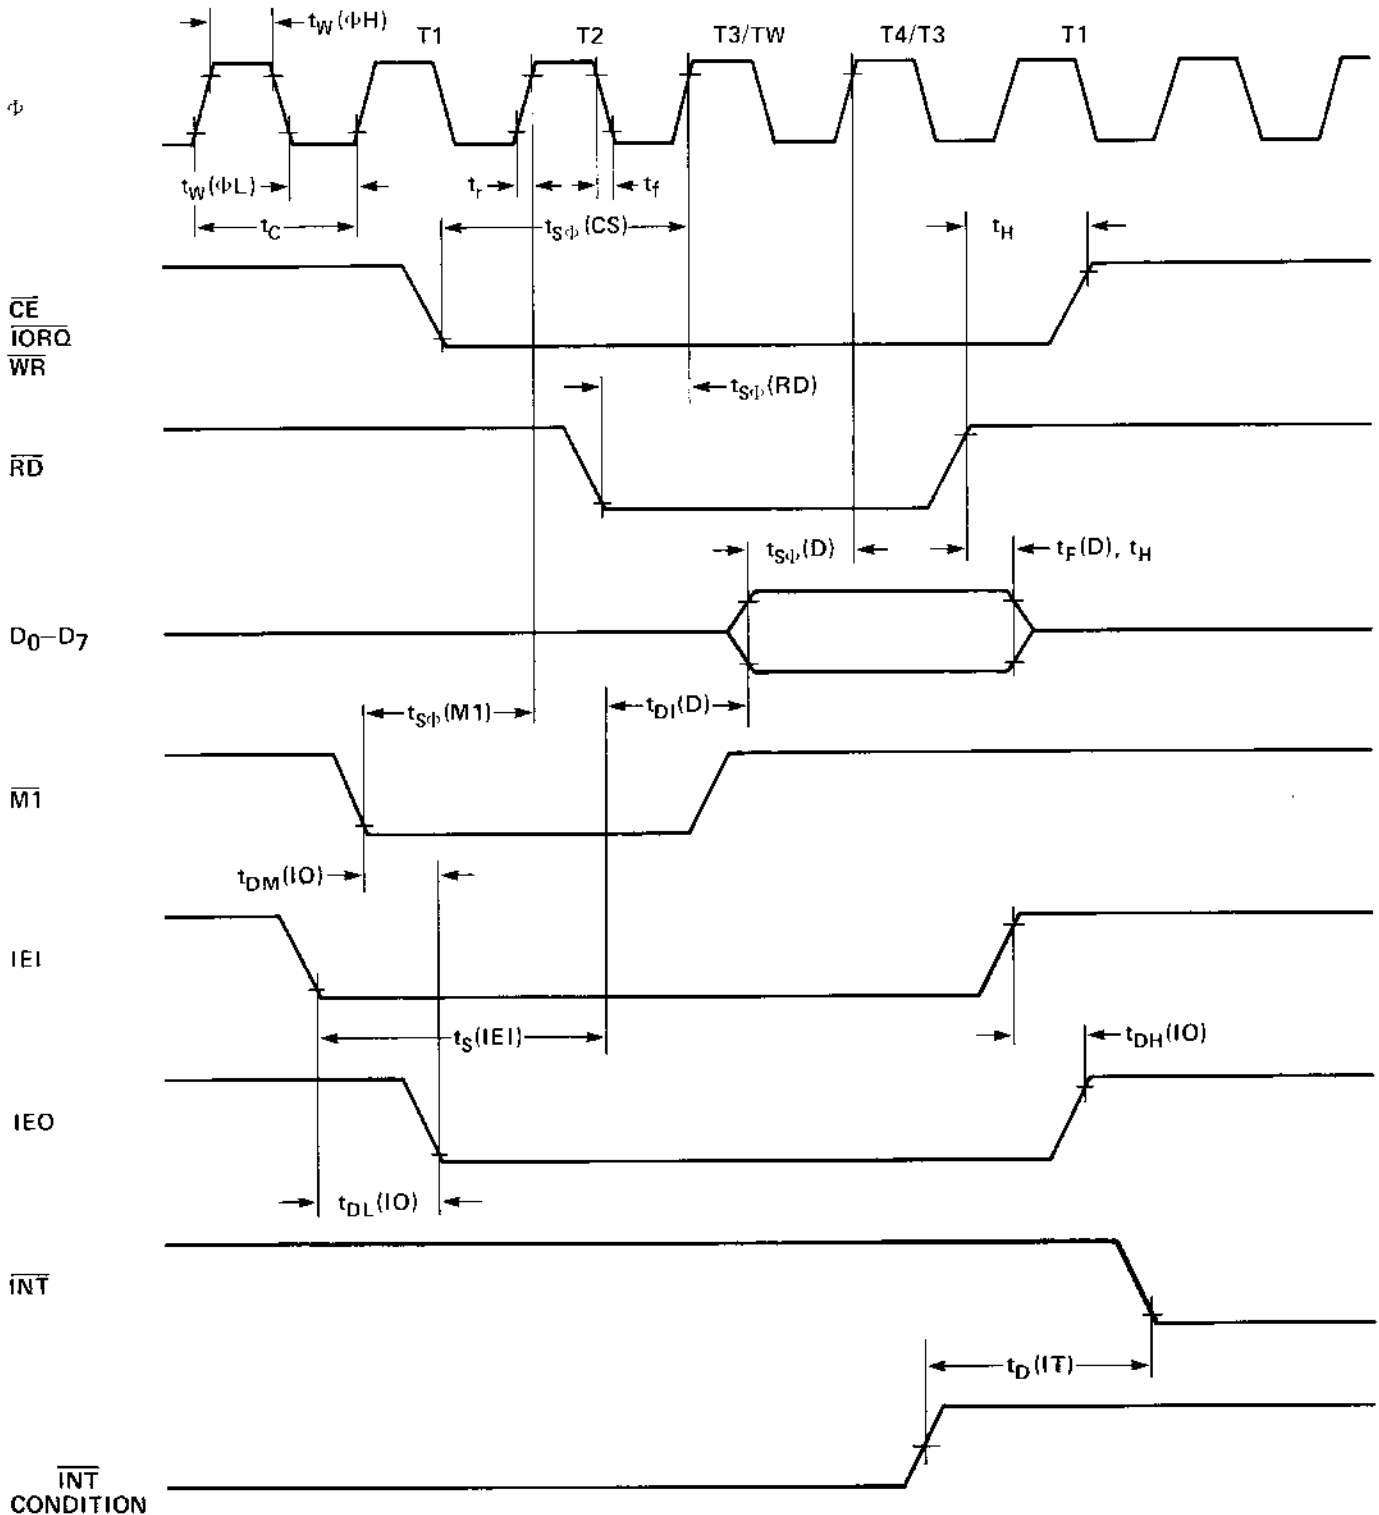 tW(ΦH)
T1 T2 T3/TW T4/T3 T1
Φ
tW(ΦL) tr tf
tC tSΦ(CS) tH
CE
IORQ
WR
tSΦ(RD)
RD
tSΦ(D) tF(D), tH
D0–D7
tSΦ(M1) tDI(D)
M1
tDM(IO)
IEI
tS(IEI) tDH(IO)
IEO
tDL(IO)
INT
tD(IT)
INT
CONDITION